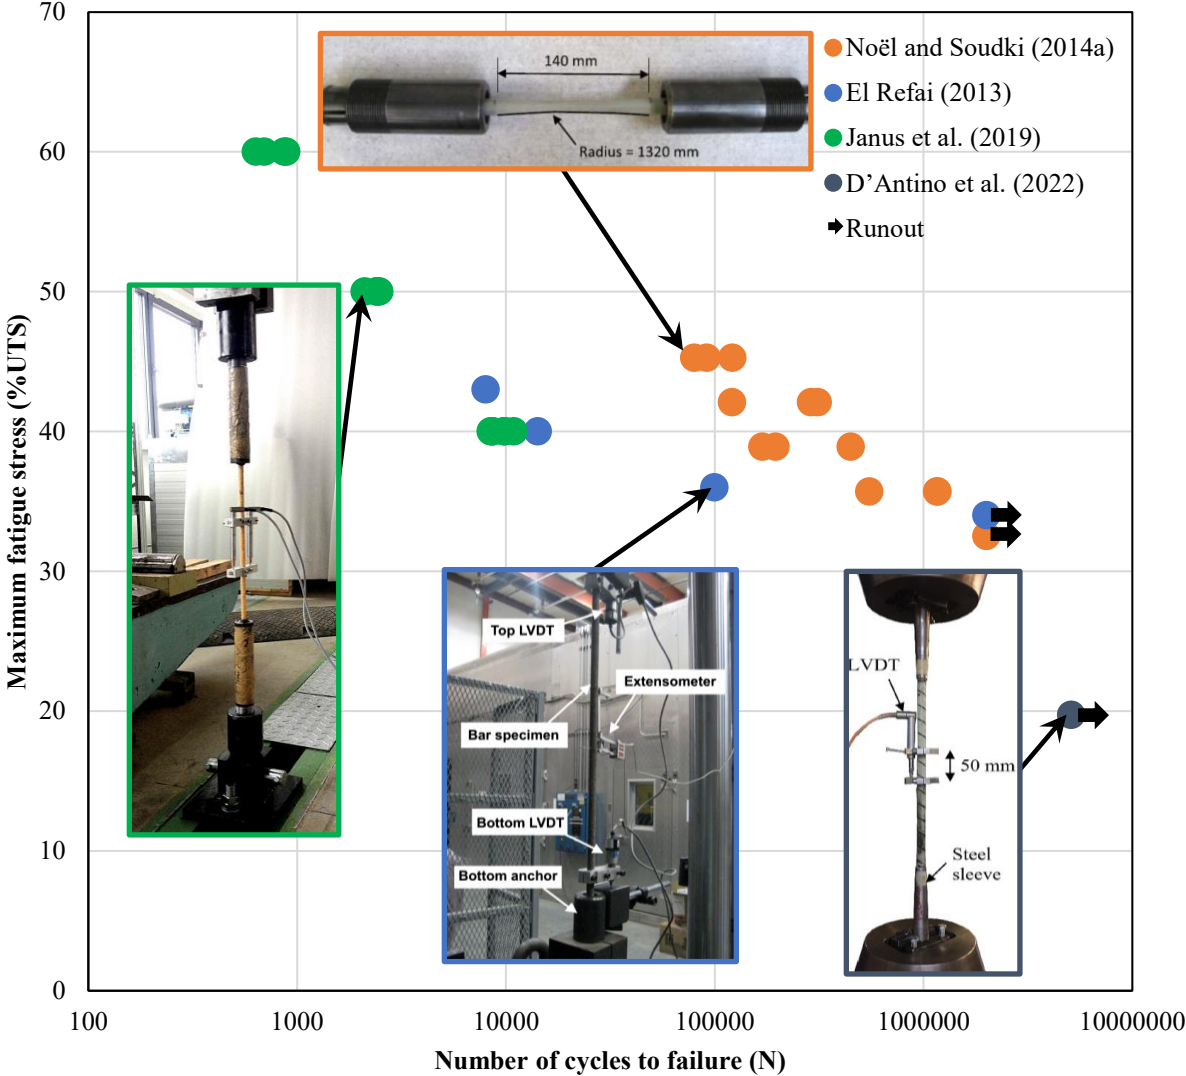 70
60
50
40
30
20
10
0
100
1000
10000
100000
1000000
10000000
Maximum fatigue stress (%UTS)
Number of cycles to failure (N)
Noël and Soudki (2014a)
El Refai (2013)
Janus et al. (2019)
D’Antino et al. (2022)
Runout
140 mm
Radius = 1320 mm
Top LVDT
Extensometer
Bar specimen
Bottom LVDT
Bottom anchor
LVDT
50 mm
Steel
sleeve